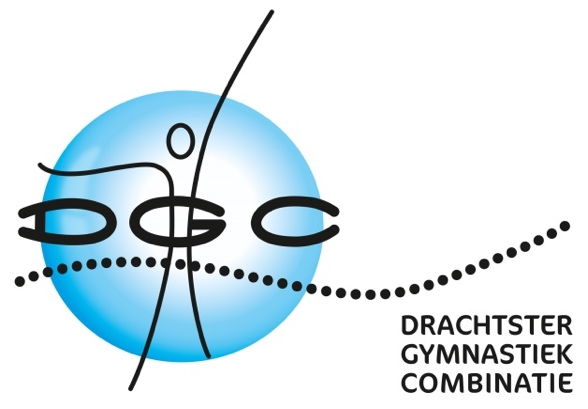 DGC
DRACHTSTER
GYMNASTIEK
COMBINATIE